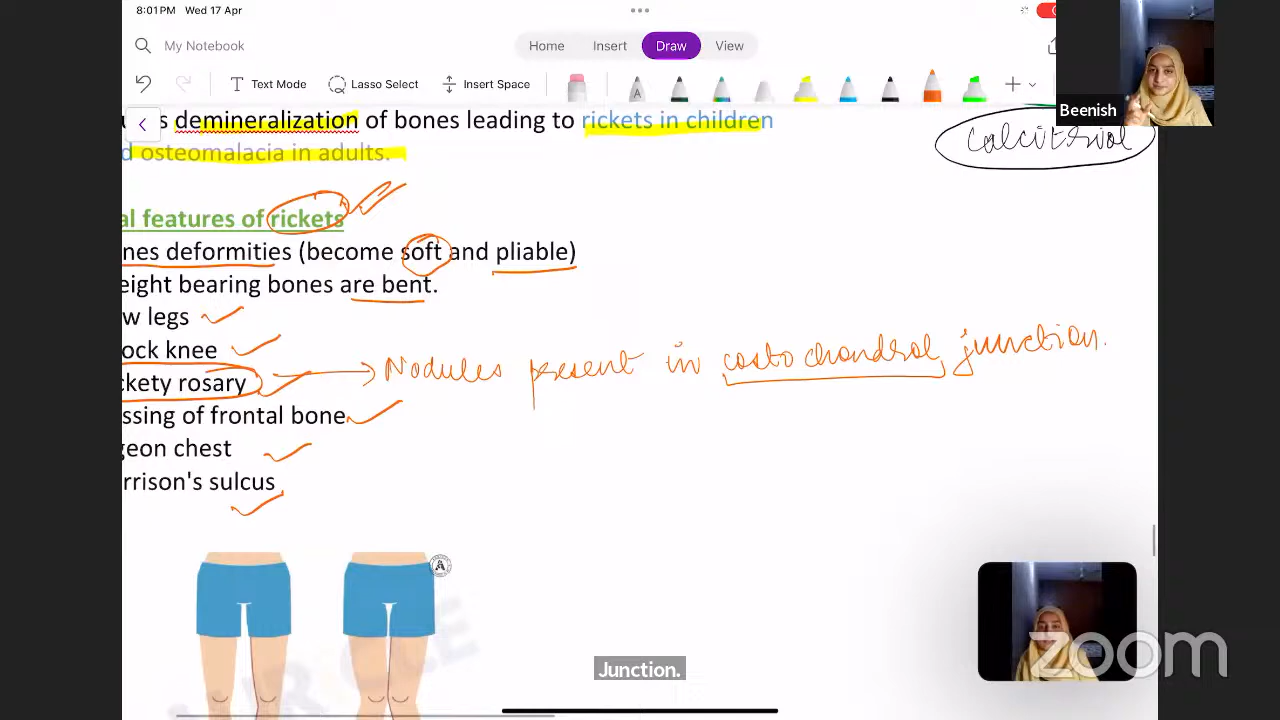 8:01 PM Wed 17 Apr
My Notebook
Home Insert Draw View
Text Mode Lasso Select Insert Space
A
Beenish
s demineralization of bones leading to rickets in children
d osteomalacia in adults.
calcitriol
al features of rickets
nes deformities (become soft and pliable)
eight bearing bones are bent.
w legs
ock knee
ckety rosary
Nodules present in costochondral junction.
ssing of frontal bone
geon chest
rrison's sulcus
A
Junction.
zoom